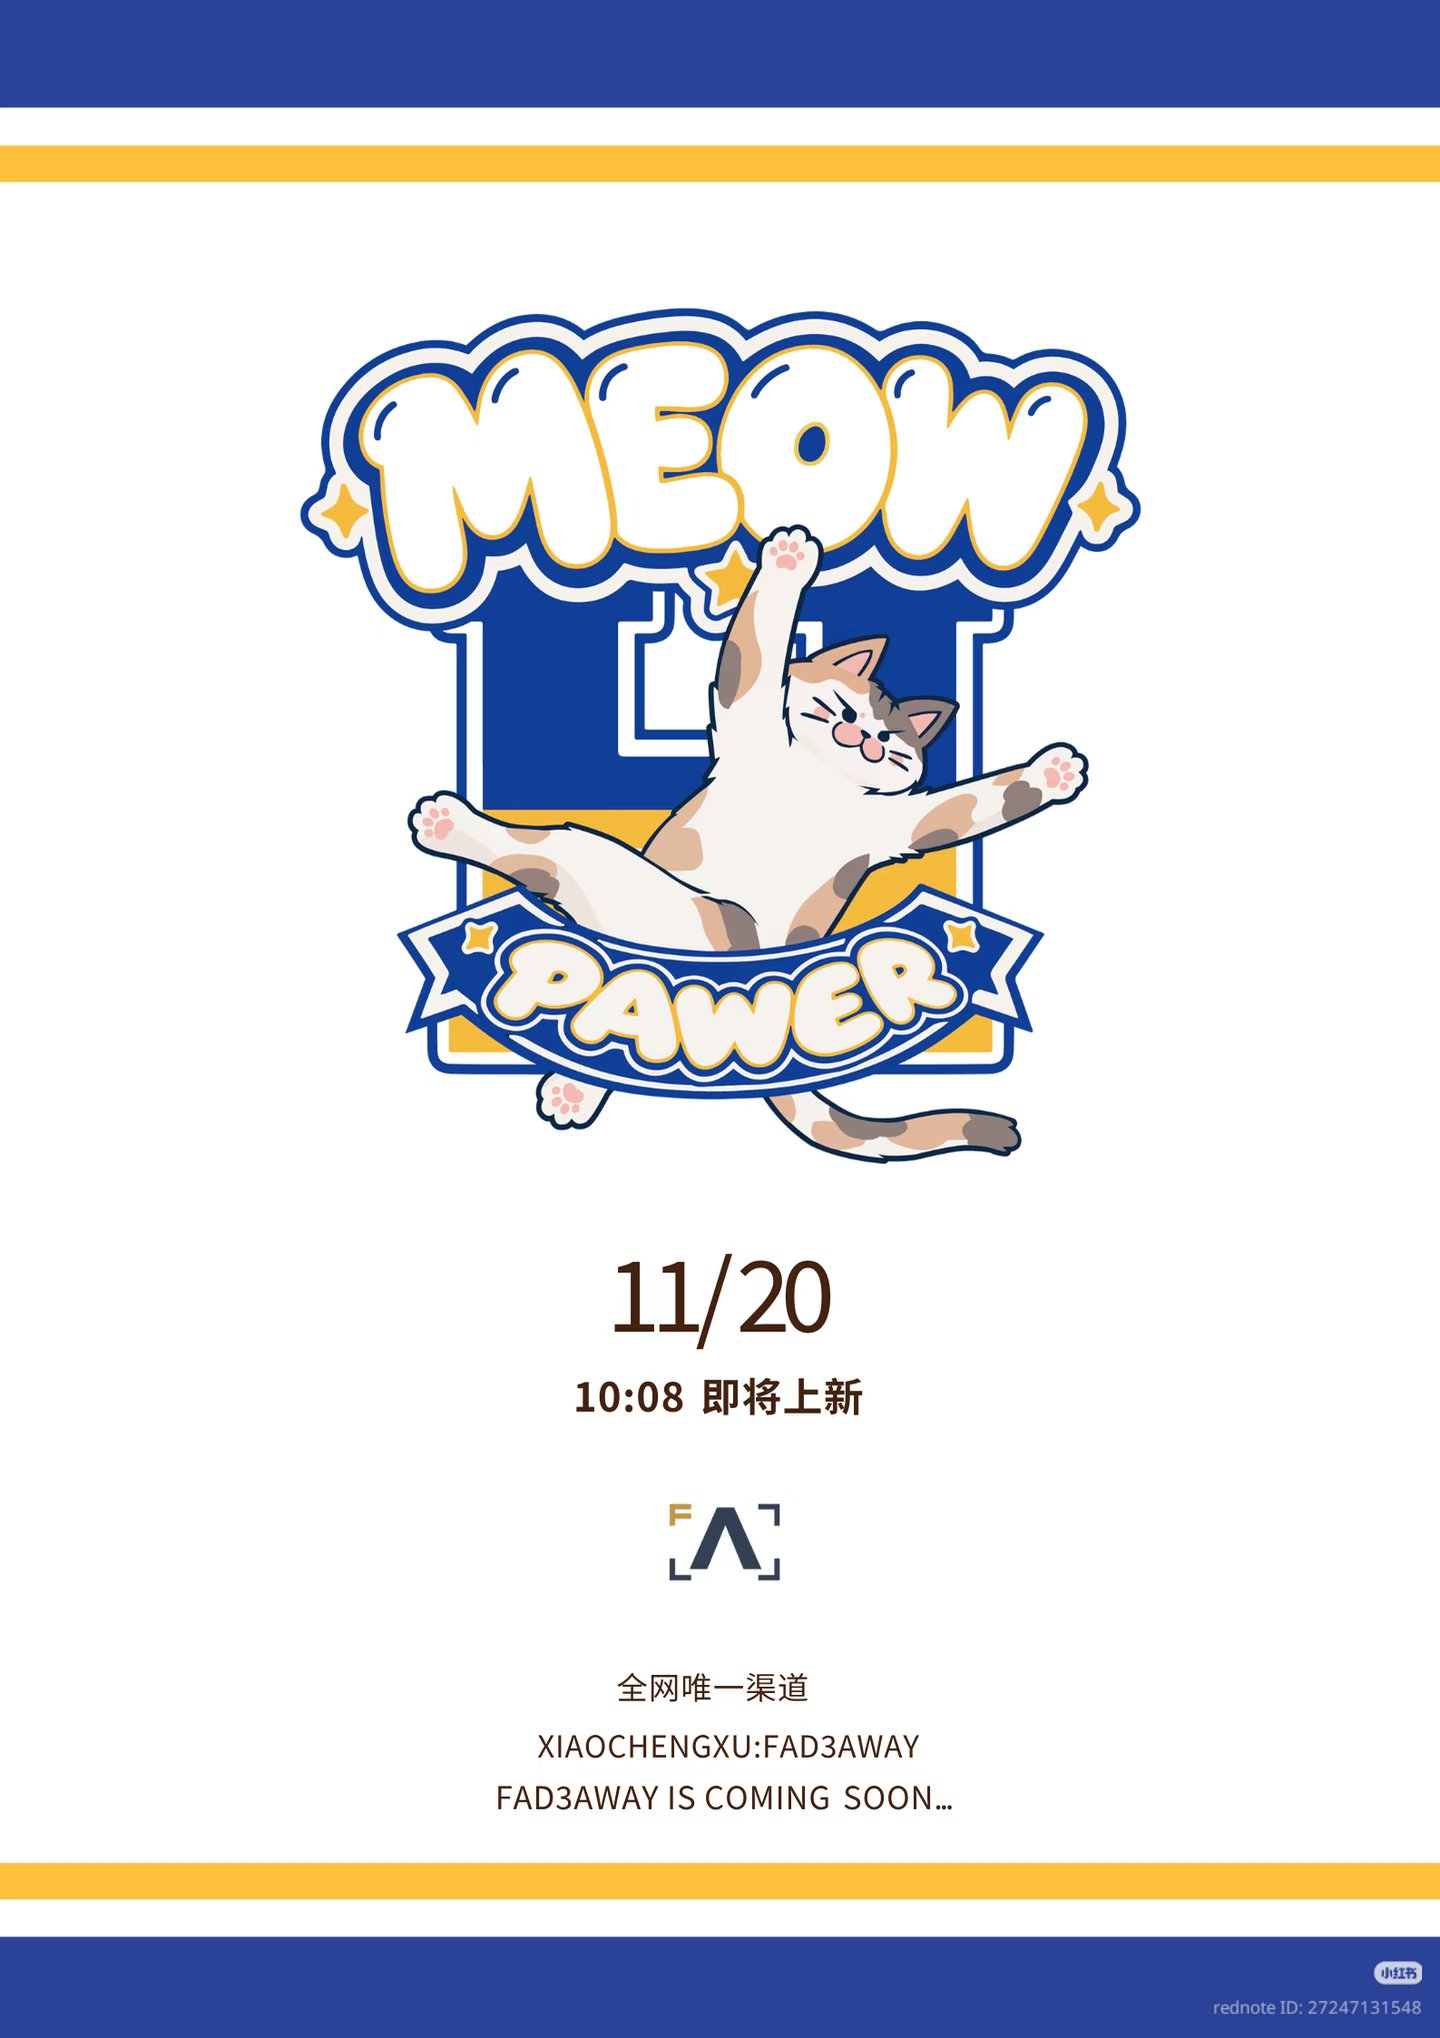 MEOW
PAWER
11/20
10:08 即将上新
FA
全网唯一渠道
XIAOCHENGXU:FAD3AWAY
FAD3AWAY IS COMING SOON...
小红书
rednote ID: 27247131548